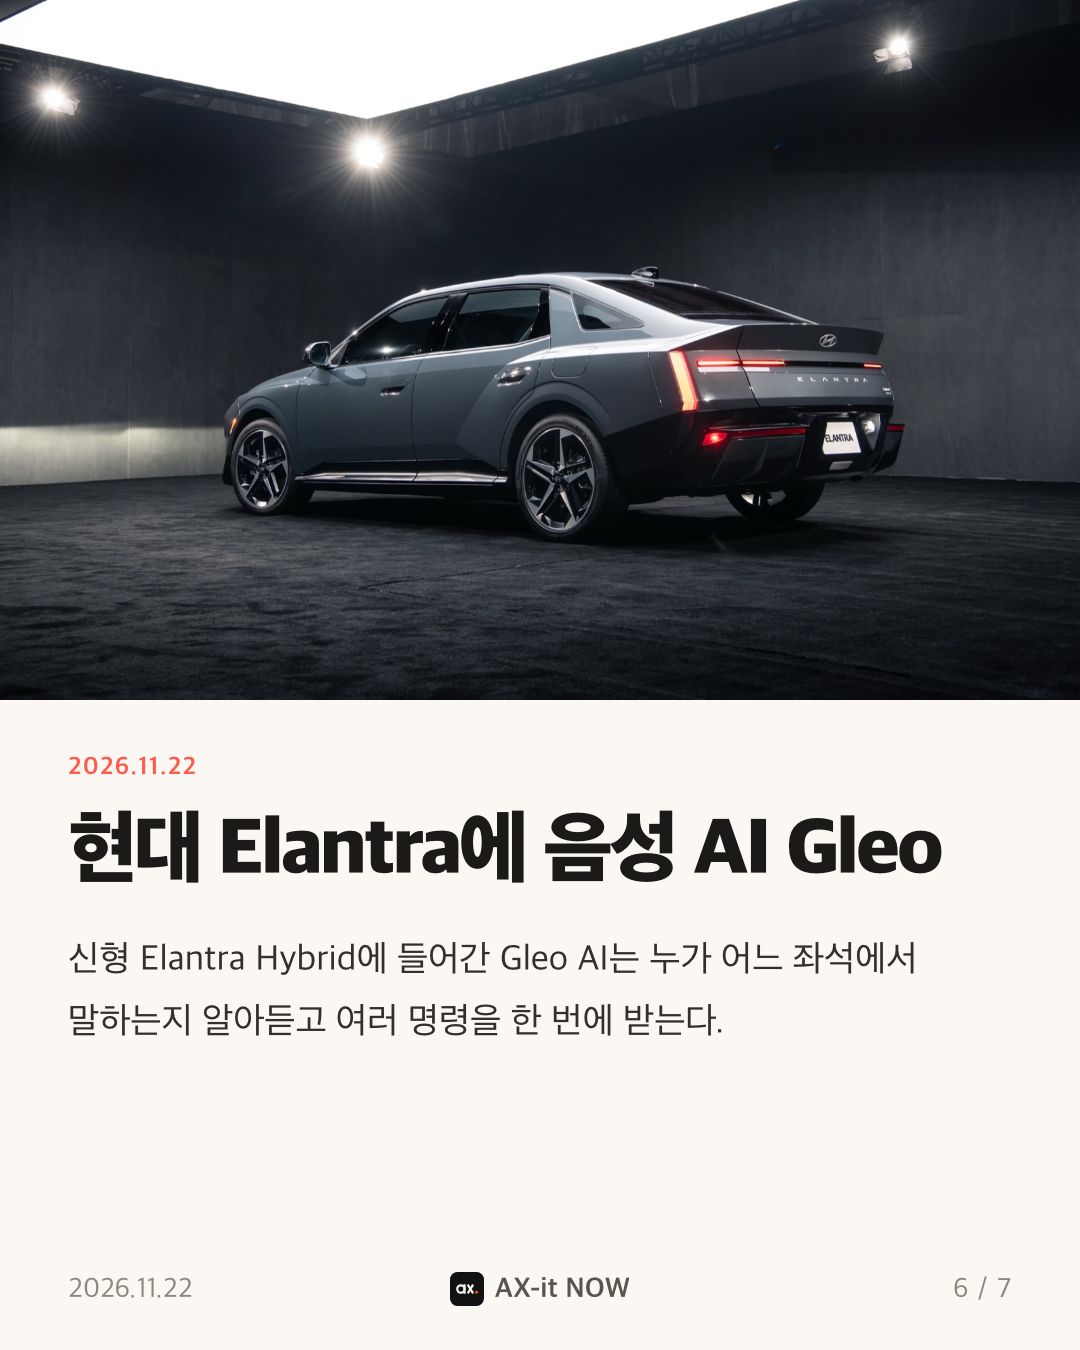 ELANTRA
ELANTRA
2026.11.22
현대 Elantra에 음성 AI Gleo
신형 Elantra Hybrid에 들어간 Gleo AI는 누가 어느 좌석에서
말하는지 알아듣고 여러 명령을 한 번에 받는다.
2026.11.22
ax.
AX-it NOW
6 / 7